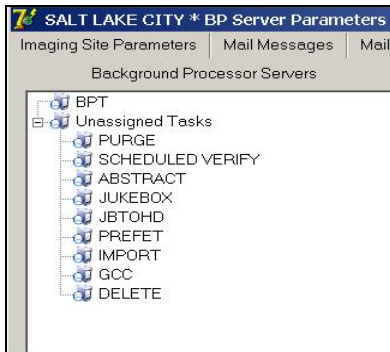 SALT LAKE CITY * BP Server Parameters
Imaging Site Parameters Mail Messages Mail
Background Processor Servers
BPT
Unassigned Tasks
PURGE
SCHEDULED VERIFY
ABSTRACT
JUKEBOX
JBTOHD
PREFET
IMPORT
GCC
DELETE